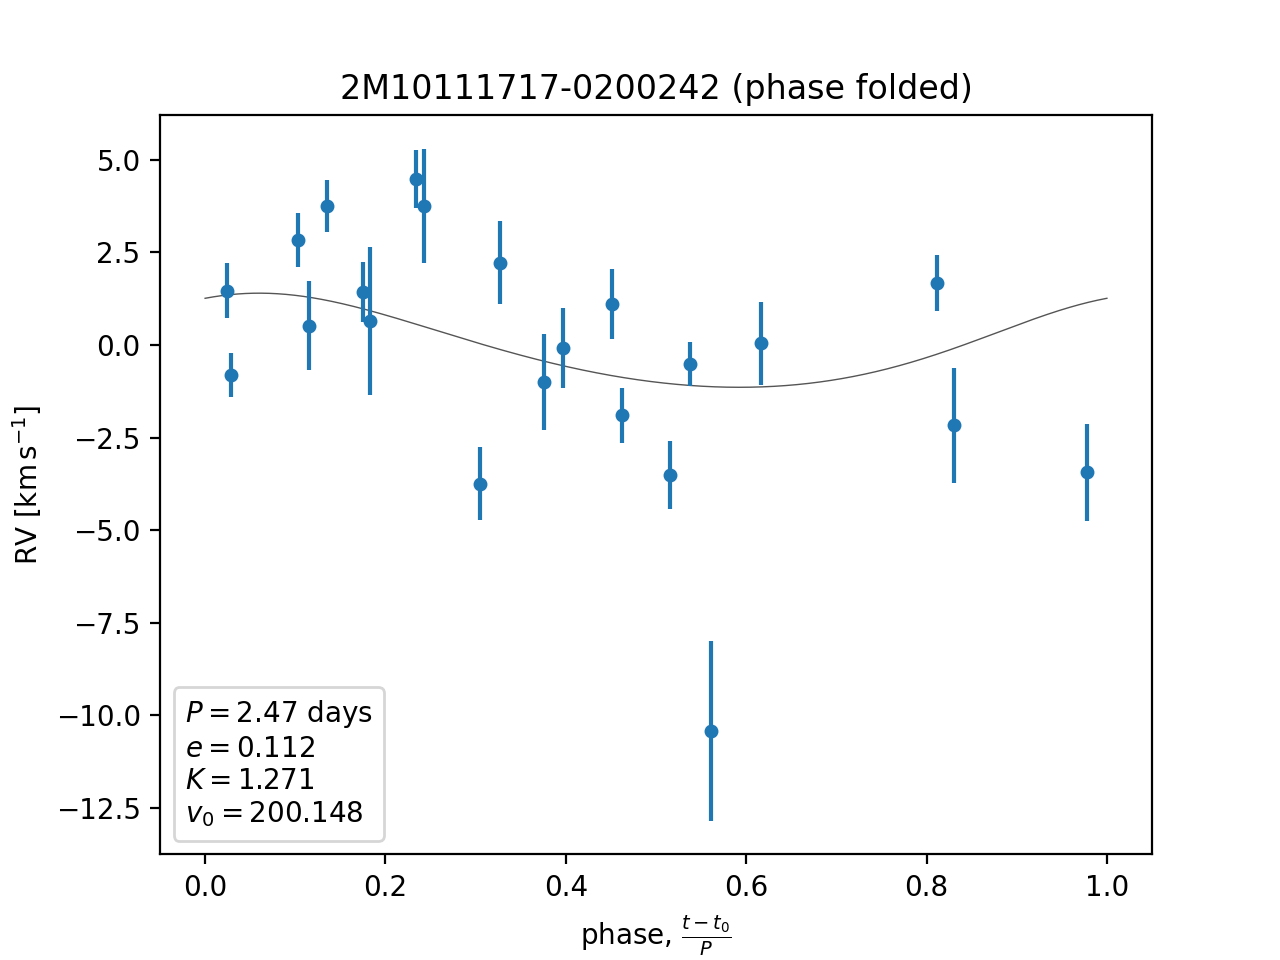 2M10111717-0200242 (phase folded)
5.0
2.5
0.0
−2.5
−5.0
−7.5
−10.0
−12.5
RV [km s⁻¹]
P = 2.47 days
e = 0.112
K = 1.271
v₀ = 200.148
0.0 0.2 0.4 0.6 0.8 1.0
phase, (t − t₀)/P